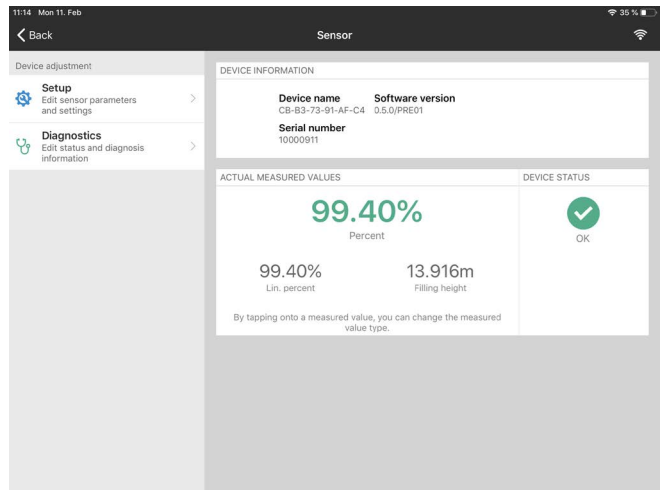 11:14 Mon 11. Feb
35 %
Back
Sensor
Device adjustment
Setup
Edit sensor parameters
and settings
Diagnostics
Edit status and diagnosis
information
DEVICE INFORMATION
Device name Software version
CB-B3-73-91-AF-C4 0.5.0/PRE01
Serial number
10000911
ACTUAL MEASURED VALUES
99.40%
Percent
99.40% 13.916m
Lin. percent Filling height
By tapping onto a measured value, you can change the measured
value type.
DEVICE STATUS
OK